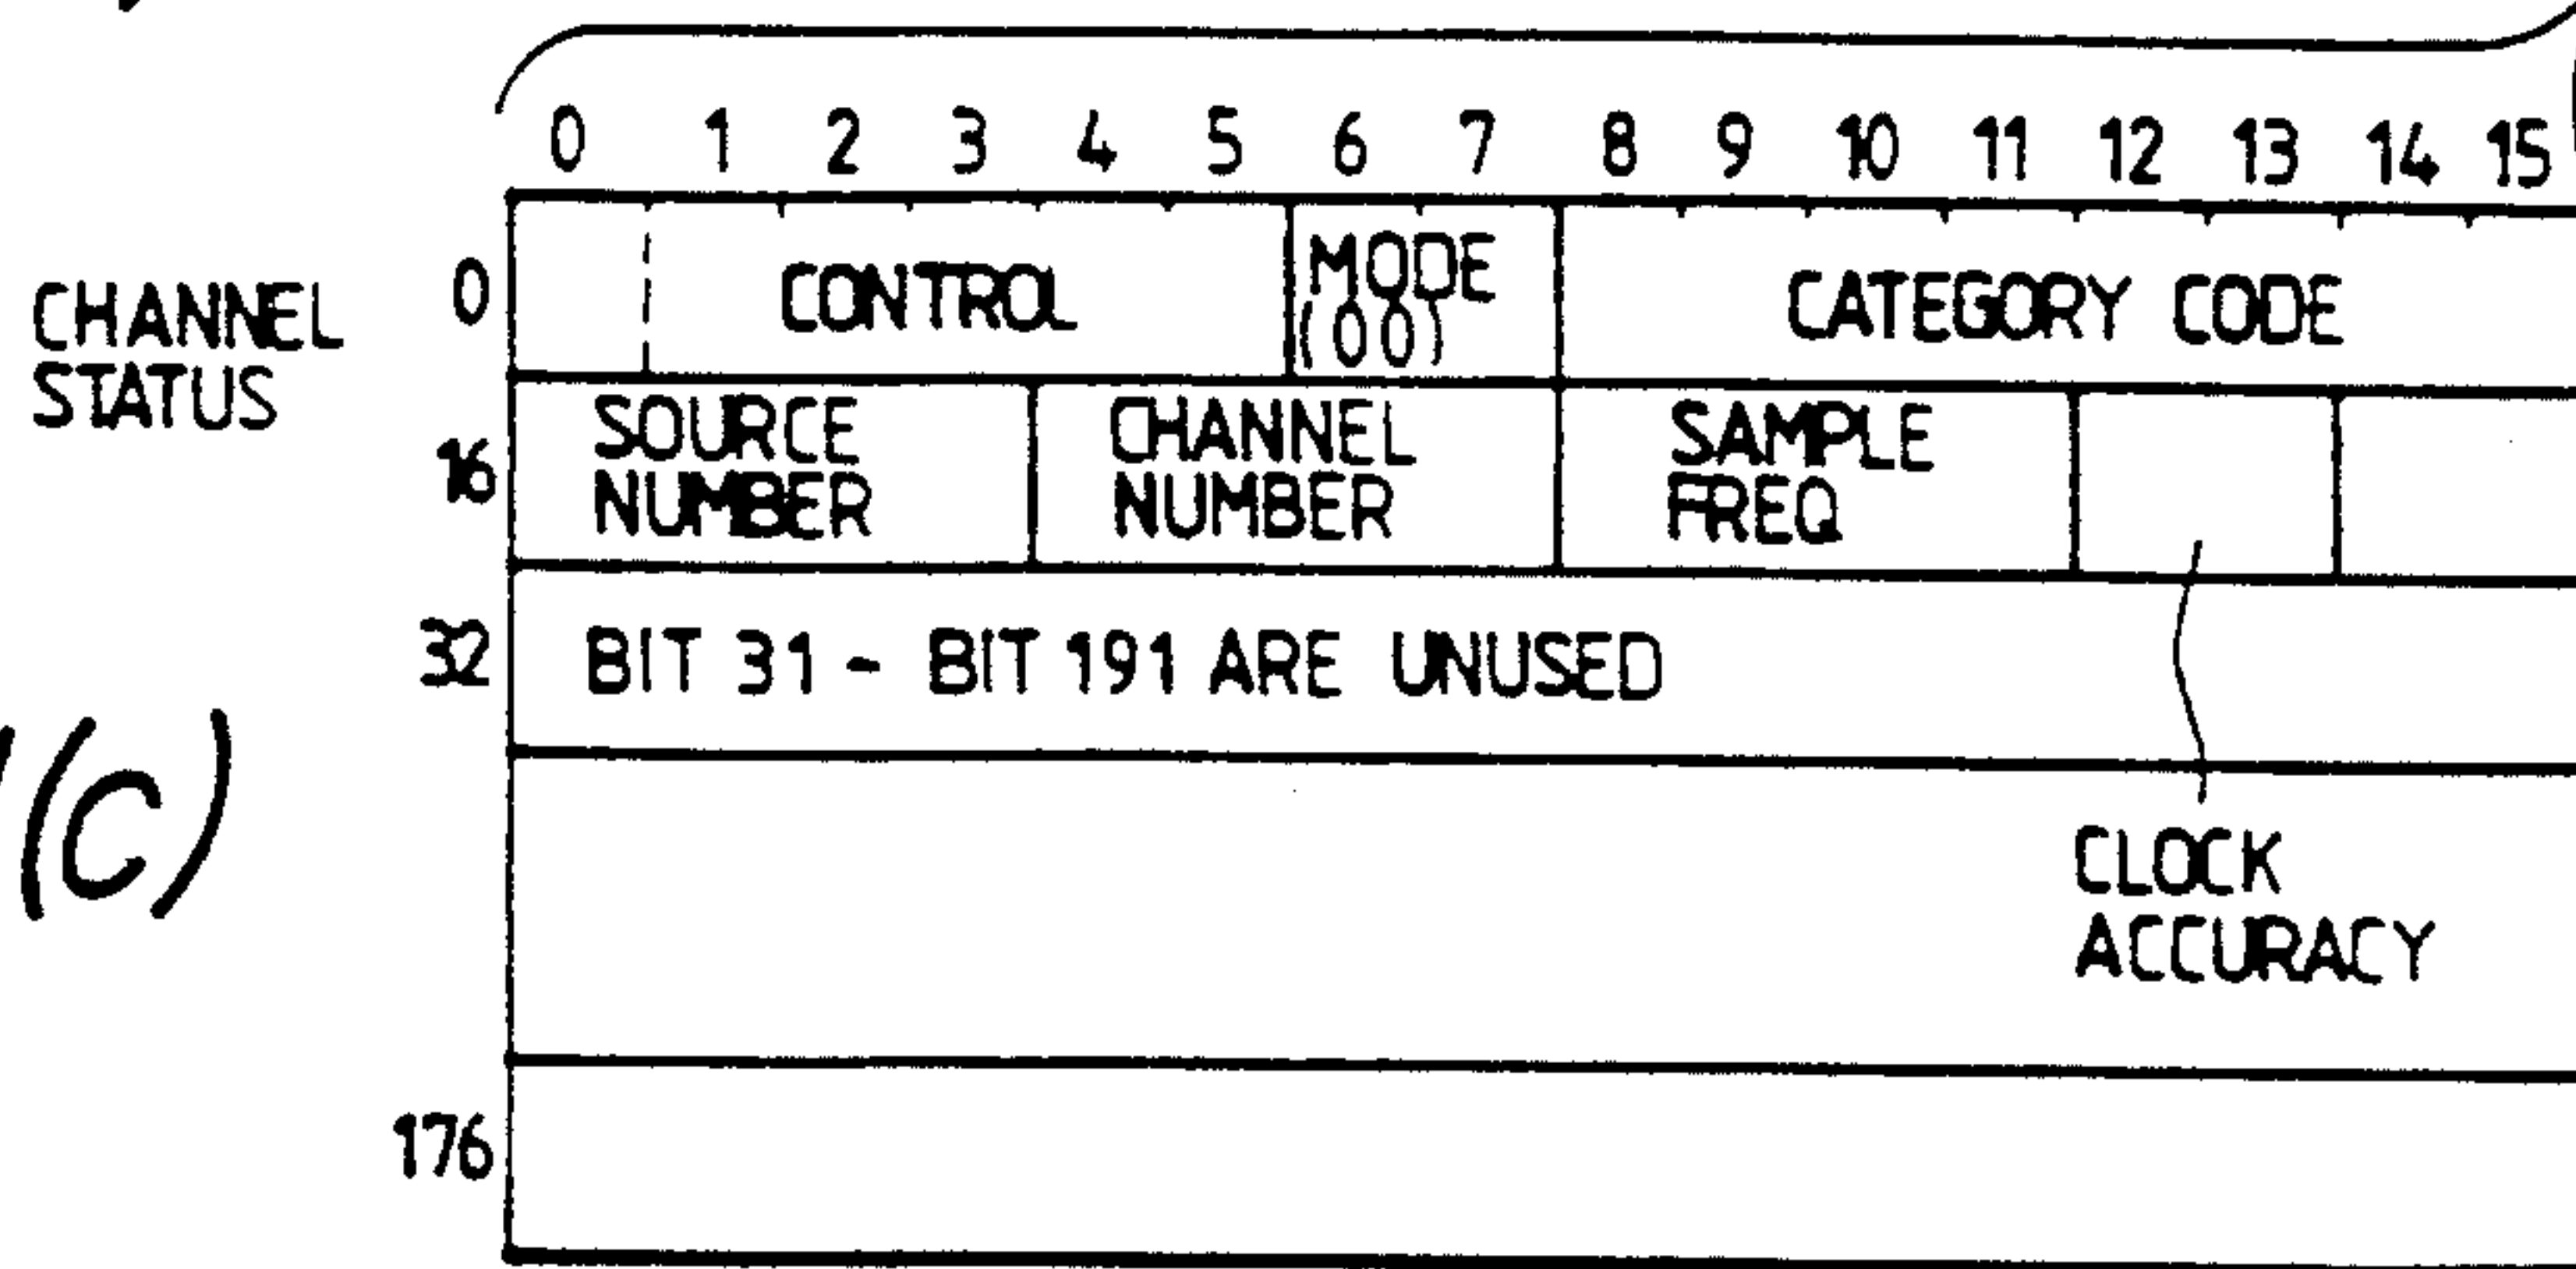 0 1 2 3 4 5 6 7 8 9 10 11 12 13 14 15
CHANNEL
STATUS
0
CONTROL
MODE
(00)
CATEGORY CODE
16
SOURCE
NUMBER
CHANNEL
NUMBER
SAMPLE
FREQ
32
BIT 31 - BIT 191 ARE UNUSED
(C)
CLOCK
ACCURACY
176